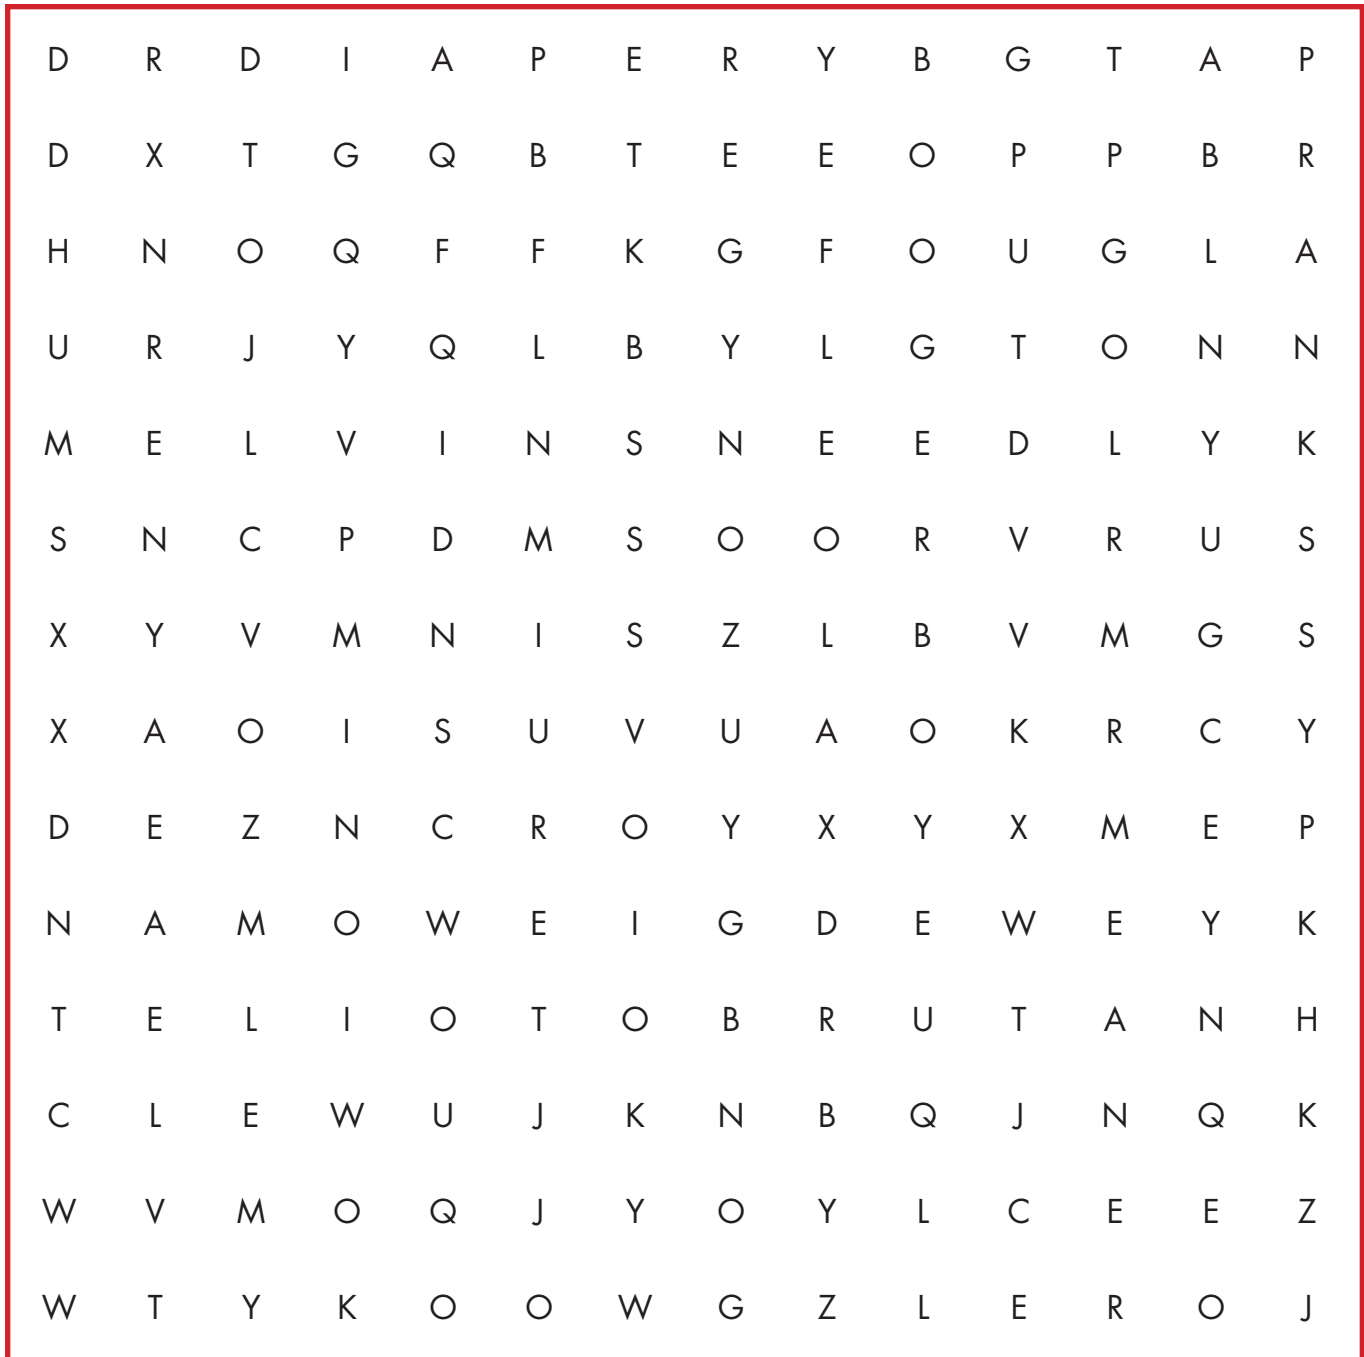 D R D I A P E R Y B G T A P
D X T G Q B T E E O P P B R
H N O Q F F K G F O U G L A
U R J Y Q L B Y L G T O N N
M E L V I N S N E E D L Y K
S N C P D M S O O R V R U S
X Y V M N I S Z L B V M G S
X A O I S U V U A O K R C Y
D E Z N C R O Y X Y X M E P
N A M O W E I G D E W E Y K
T E L I O T O B R U T A N H
C L E W U J K N B Q J N Q K
W V M O Q J Y O Y L C E E Z
W T Y K O O W G Z L E R O J